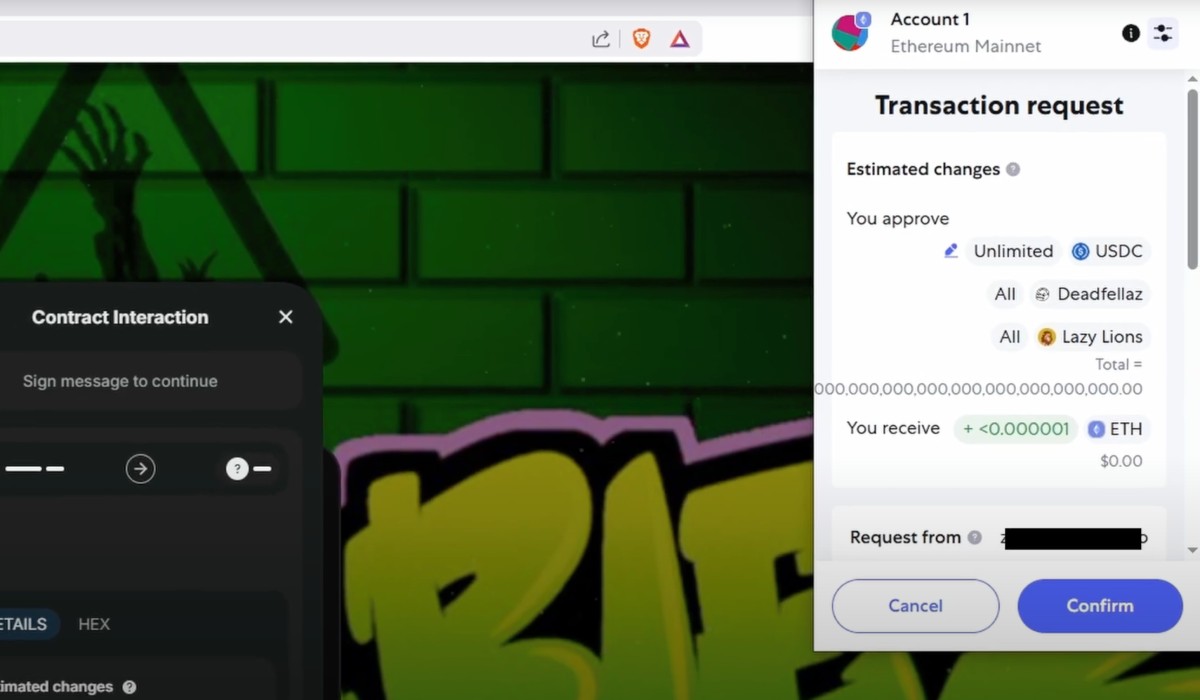 Account 1
Ethereum Mainnet
Transaction request
Estimated changes
You approve
Unlimited USDC
All Deadfellaz
All Lazy Lions
Total =
000,000,000,000,000,000,000,000,000.00
You receive + <0.000001 ETH
$0.00
Request from
Cancel
Confirm
Contract Interaction
Sign message to continue
ETAILS
HEX
imated changes